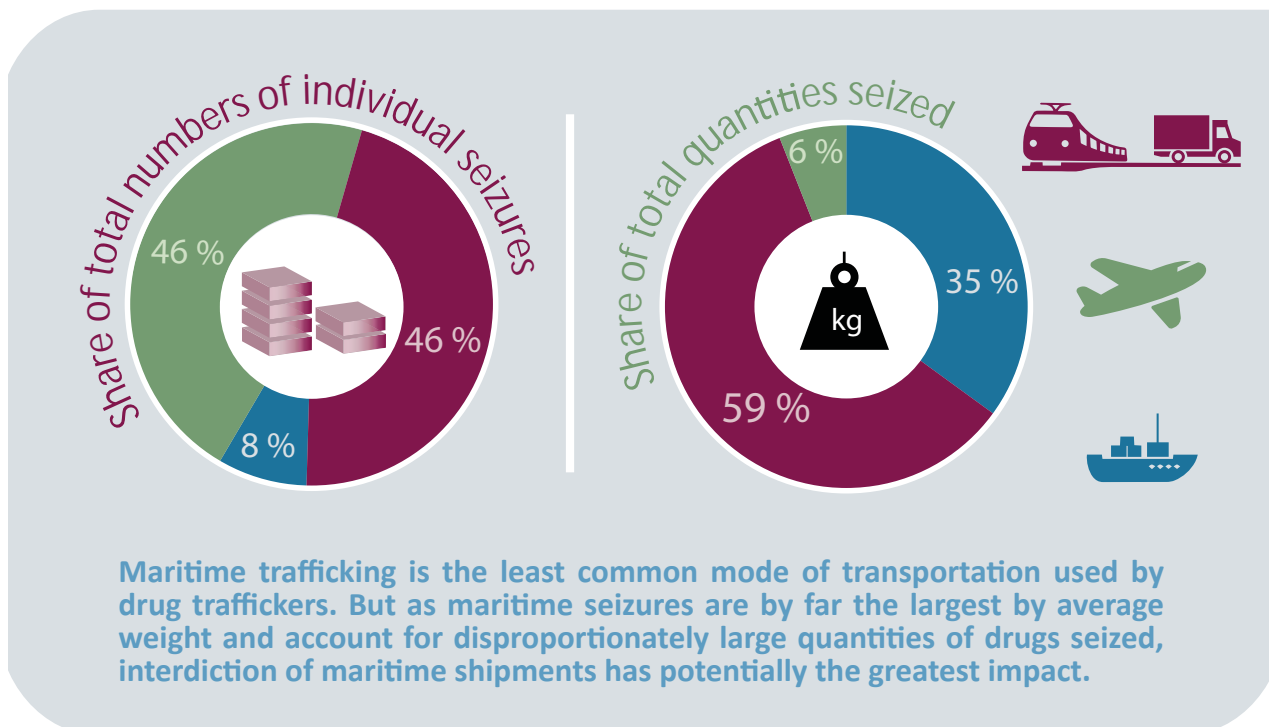 Share of total numbers of individual seizures
46 %
46 %
8 %
Share of total quantities seized
6 %
35 %
59 %
kg
Maritime trafficking is the least common mode of transportation used by
drug traffickers. But as maritime seizures are by far the largest by average
weight and account for disproportionately large quantities of drugs seized,
interdiction of maritime shipments has potentially the greatest impact.